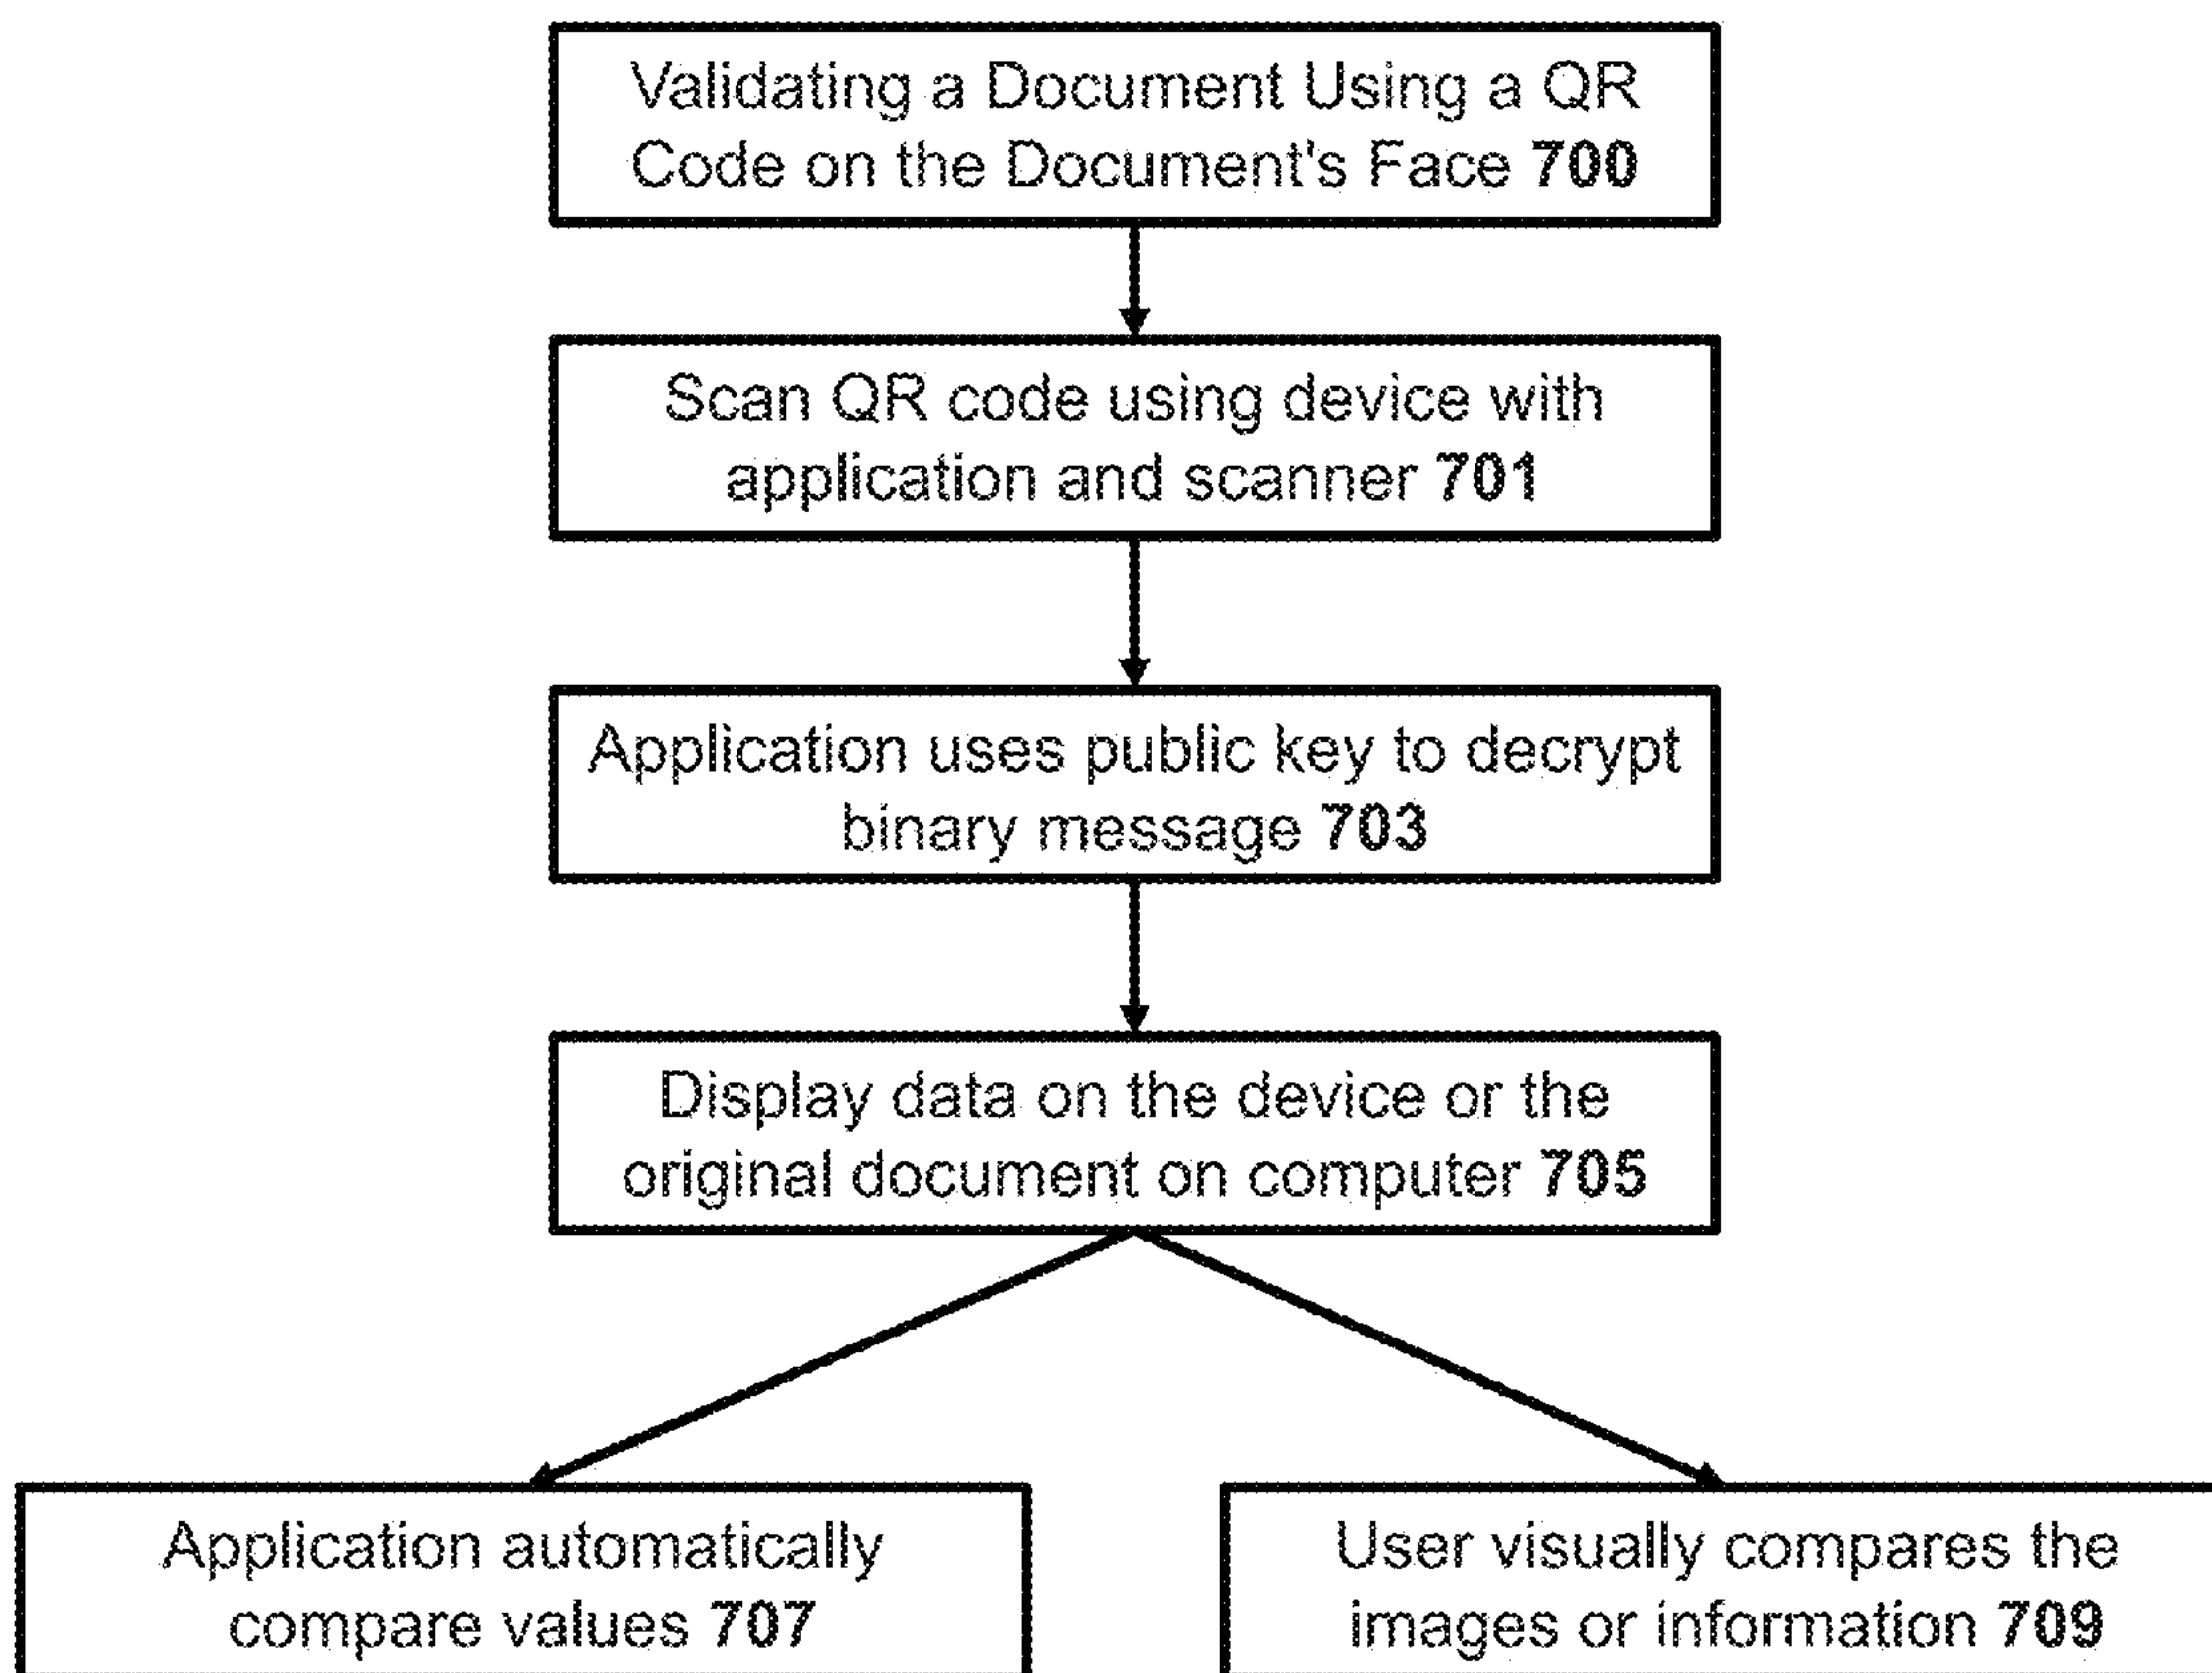 Validating a Document Using a QR
Code on the Document's Face 700
Scan QR code using device with
application and scanner 701
Application uses public key to decrypt
binary message 703
Display data on the device or the
original document on computer 705
Application automatically
compare values 707
User visually compares the
images or information 709